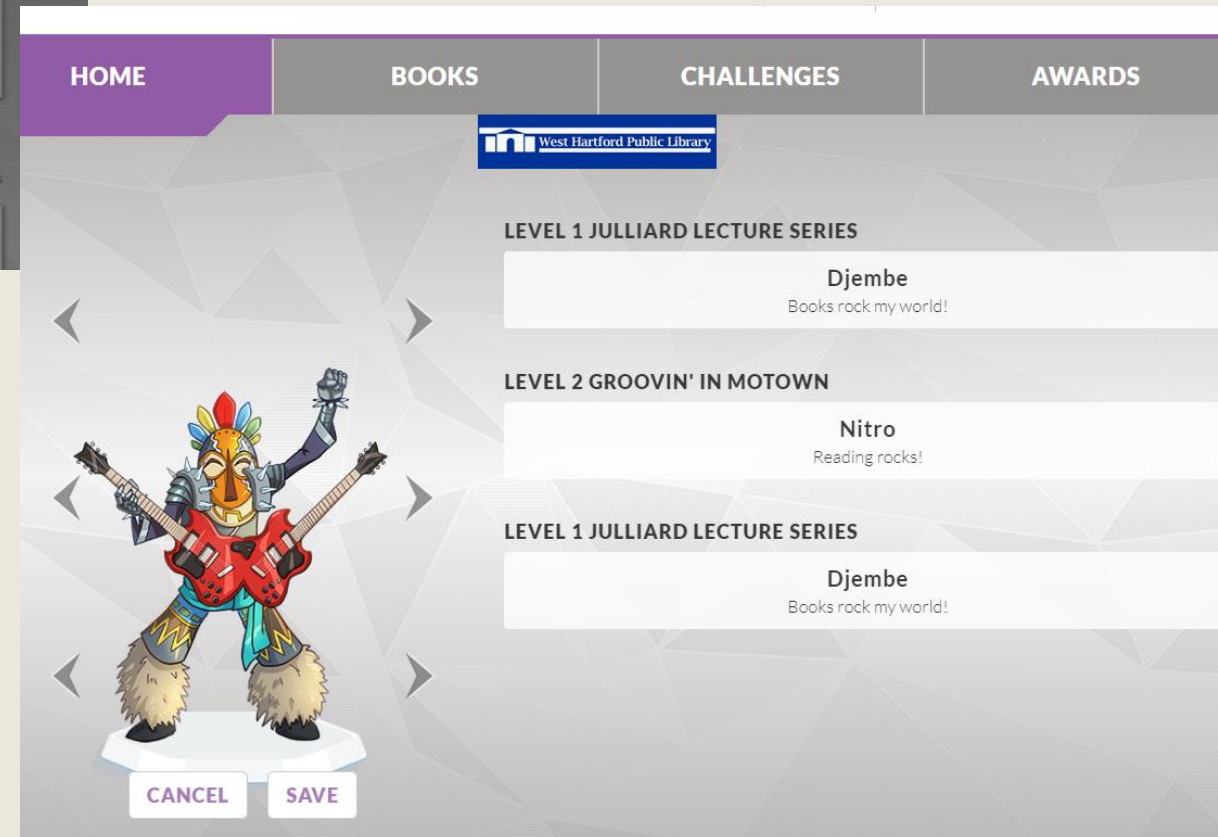 HOME
BOOKS
CHALLENGES
AWARDS
West Hartford Public Library
LEVEL 1 JULLIARD LECTURE SERIES
Djembe
Books rock my world!
LEVEL 2 GROOVIN' IN MOTOWN
Nitro
Reading rocks!
LEVEL 1 JULLIARD LECTURE SERIES
Djembe
Books rock my world!
CANCEL
SAVE